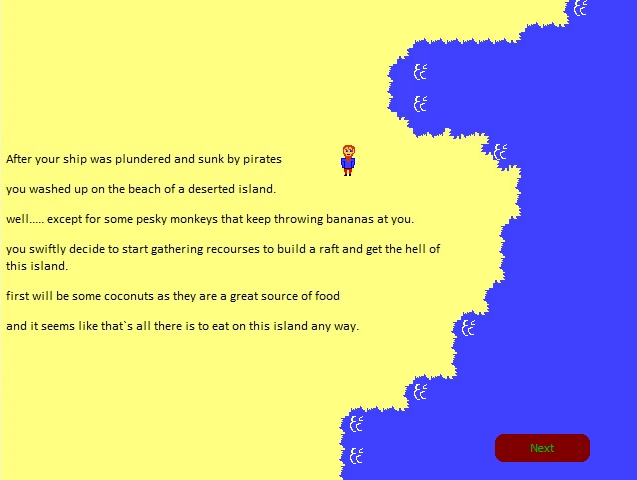 After your ship was plundered and sunk by pirates
you washed up on the beach of a deserted island.
well..... except for some pesky monkeys that keep throwing bananas at you.
you swiftly decide to start gathering recourses to build a raft and get the hell of
this island.
first will be some coconuts as they are a great source of food
and it seems like that`s all there is to eat on this island any way.
Next